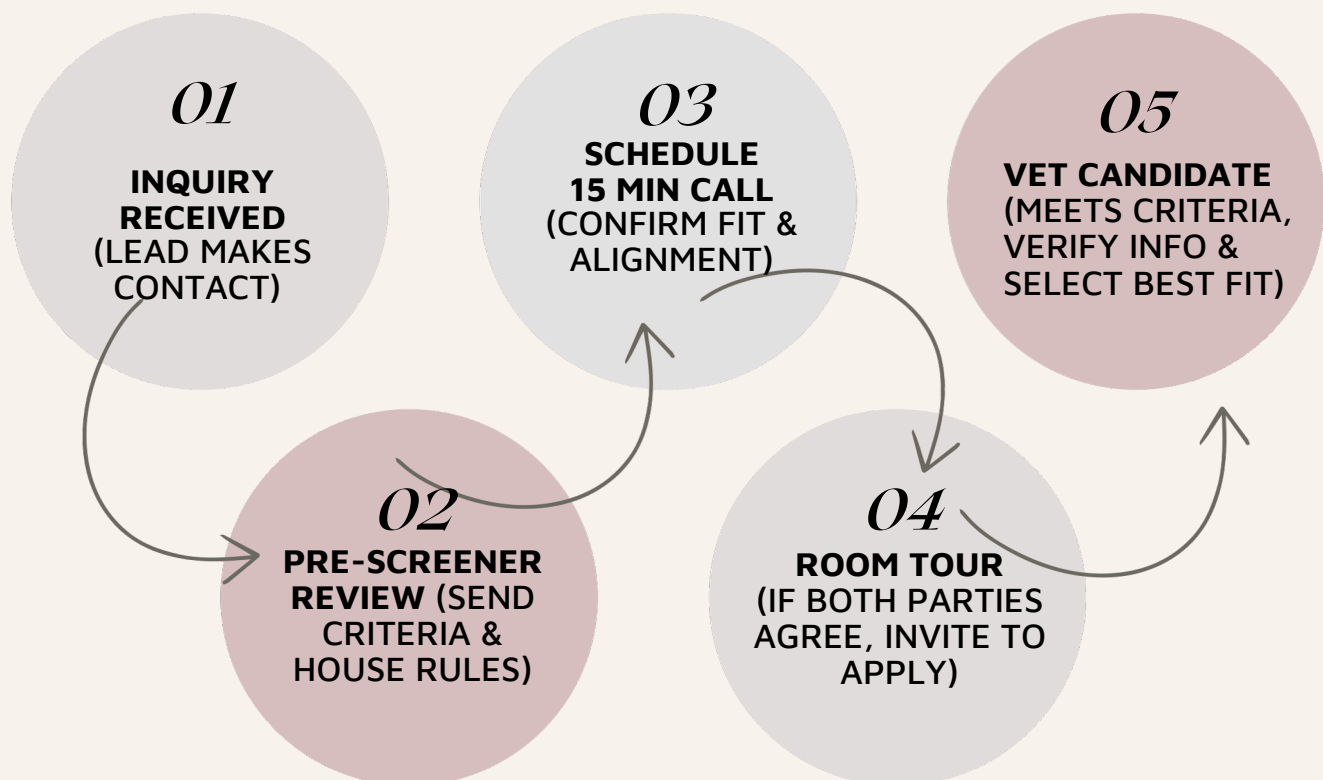 01
INQUIRY
RECEIVED
(LEAD MAKES
CONTACT)
02
PRE-SCREENER
REVIEW (SEND
CRITERIA &
HOUSE RULES)
03
SCHEDULE
15 MIN CALL
(CONFIRM FIT &
ALIGNMENT)
04
ROOM TOUR
(IF BOTH PARTIES
AGREE, INVITE TO
APPLY)
05
VET CANDIDATE
(MEETS CRITERIA,
VERIFY INFO &
SELECT BEST FIT)